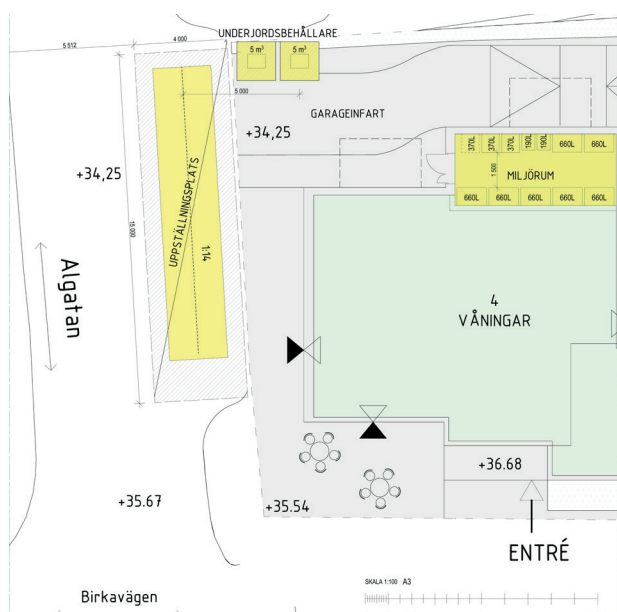 UNDERJORDSBEHÅLLARE
5 512
4 000
5 m³
5 m³
5 000
GARAGEINFART
+34,25
+34,25
370L
370L
370L
190L
190L
660L
660L
1 500
MILJÖRUM
660L
660L
660L
660L
660L
UPPSTÄLLNINGSPLATS
15 000
1:14
Algatan
4
VÅNINGAR
+36.68
+35.67
+35.54
ENTRÉ
SKALA 1:100 A3
Birkavägen